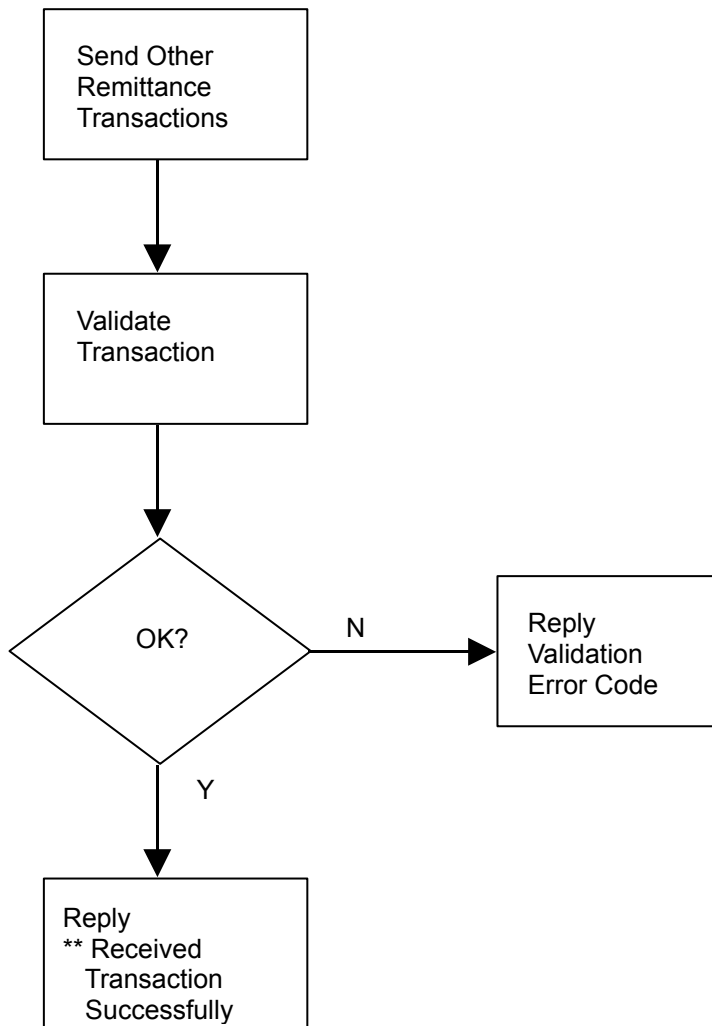 Send Other
Remittance
Transactions
Validate
Transaction
OK?
N
Reply
Validation
Error Code
Y
Reply
** Received
Transaction
Successfully